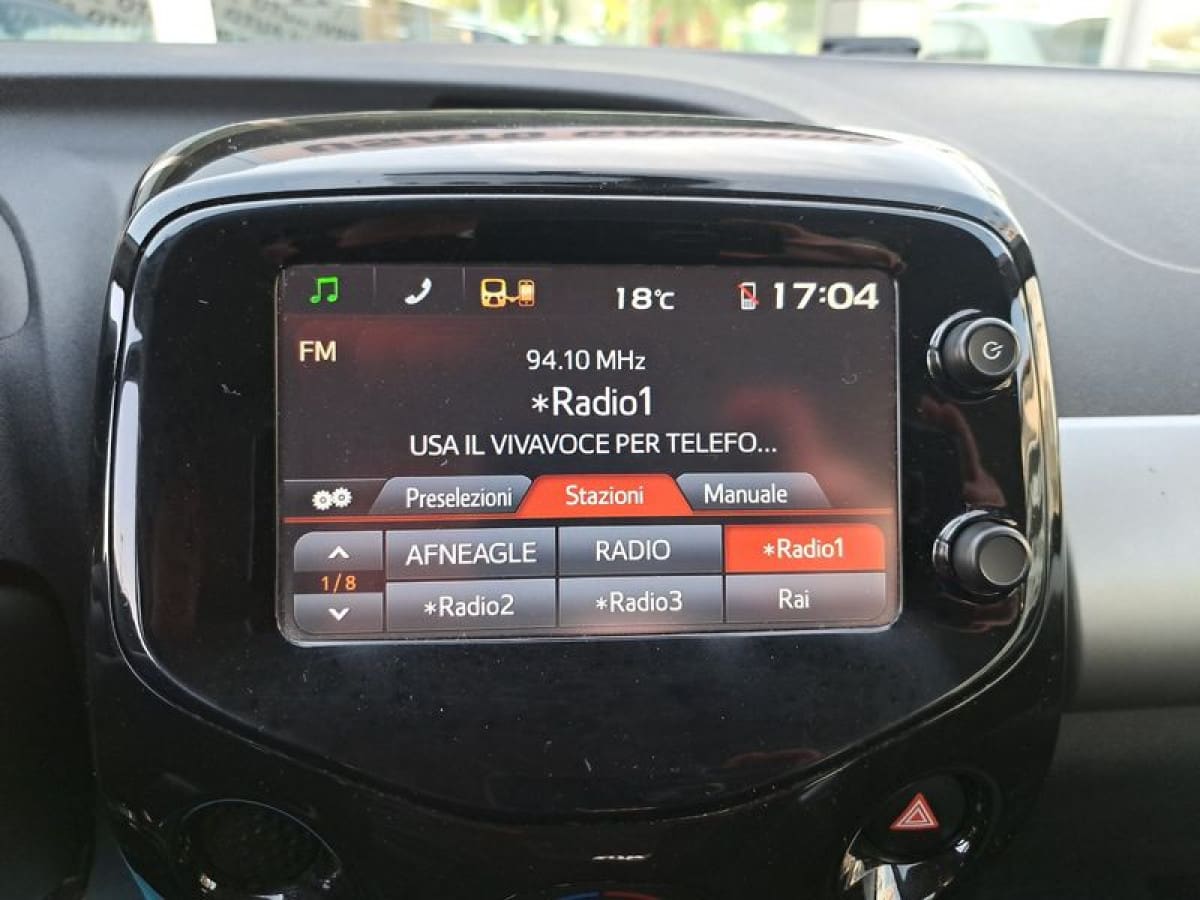 18°C 17:04
FM
94.10 MHz
*Radio1
USA IL VIVAVOCE PER TELEFO...
Preselezioni Stazioni Manuale
AFNEAGLE RADIO *Radio1
1/8
*Radio2 *Radio3 Rai